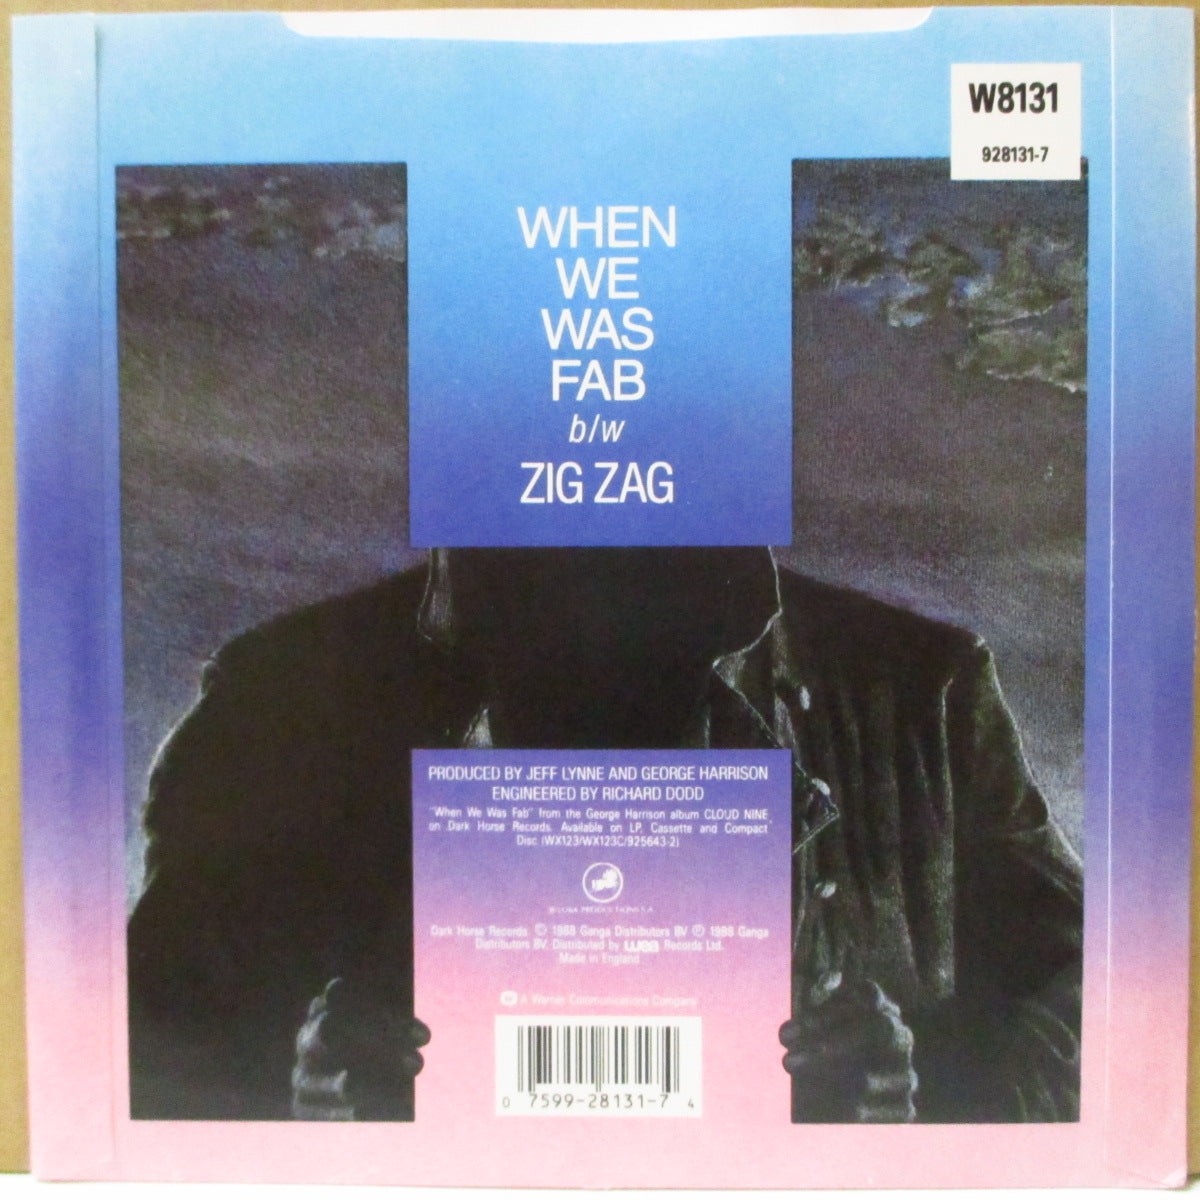 W8131
928131-7
WHEN
WE
WAS
FAB
b/w
ZIG ZAG
PRODUCED BY JEFF LYNNE AND GEORGE HARRISON
ENGINEERED BY RICHARD DODD
"When We Was Fab" from the George Harrison album CLOUD NINE
on Dark Horse Records. Available on LP, Cassette and Compact
Disc (WX123/WX123C/925643-2)
Dark Horse Records. © 1988 Ganga Distributors BV ℗ 1988 Ganga
Distributors BV. Distributed by wea Records Ltd.
Made in England
A Warner Communications Company
0 7599-28131-7 4